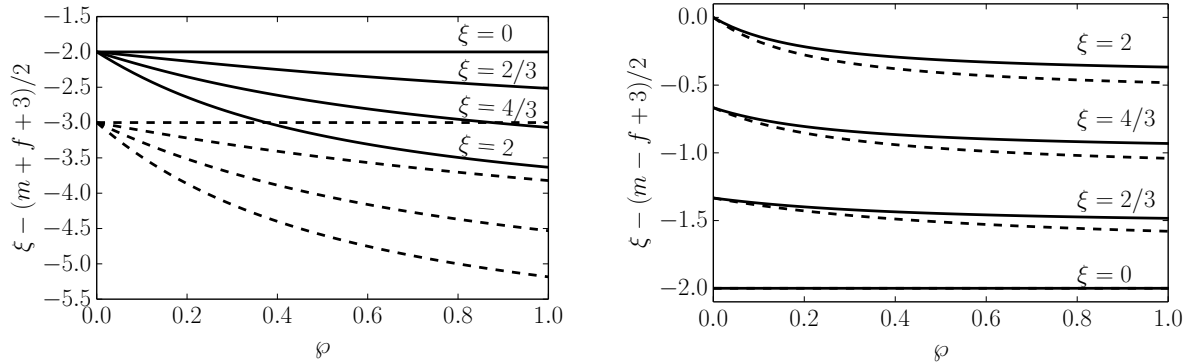 ξ − (m + f + 3)/2
−1.5
−2.0
−2.5
−3.0
−3.5
−4.0
−4.5
−5.0
−5.5
ξ = 0
ξ = 2/3
ξ = 4/3
ξ = 2
0.0 0.2 0.4 0.6 0.8 1.0
℘
ξ − (m − f + 3)/2
0.0
−0.5
−1.0
−1.5
−2.0
ξ = 2
ξ = 4/3
ξ = 2/3
ξ = 0
0.0 0.2 0.4 0.6 0.8 1.0
℘